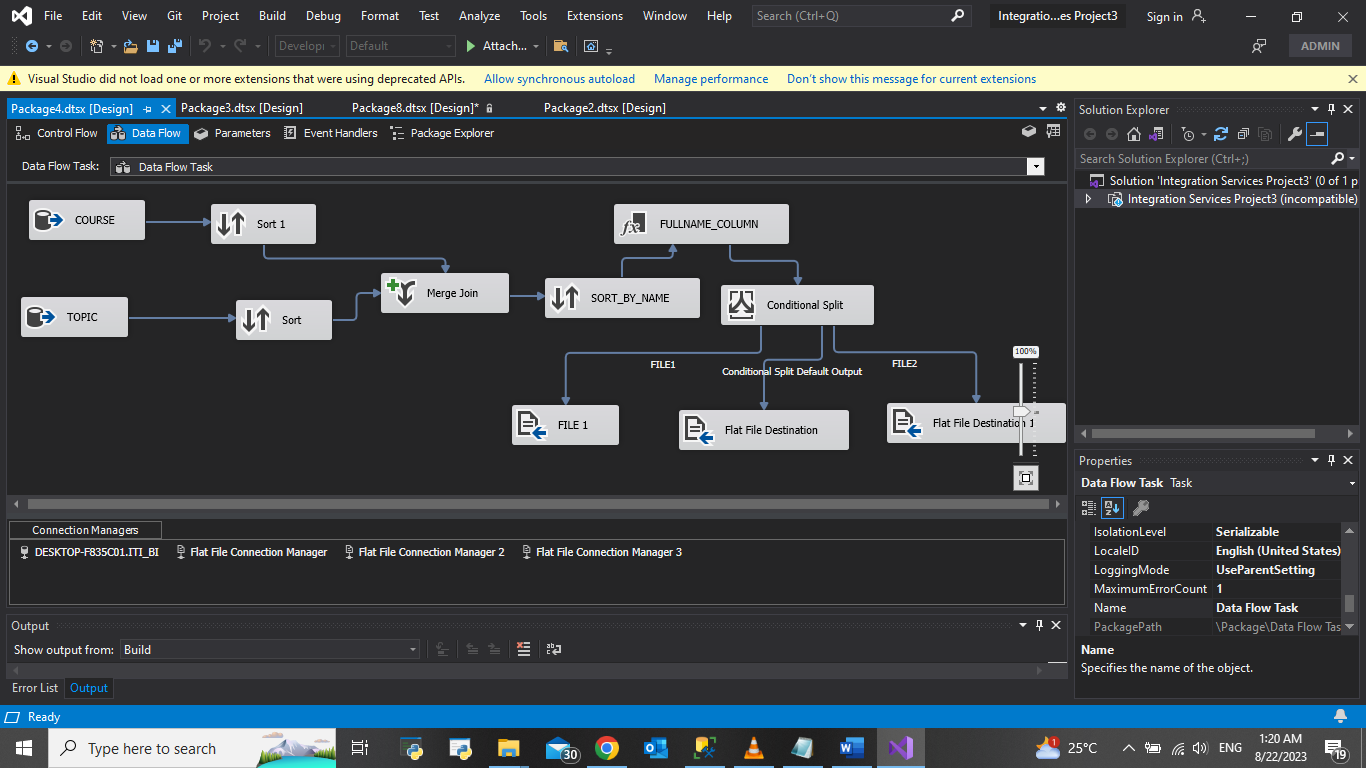 File Edit View Git Project Build Debug Format Test Analyze Tools Extensions Window Help Search (Ctrl+Q) Integratio...es Project3 Sign in
Developi Default Attach... ADMIN
Visual Studio did not load one or more extensions that were using deprecated APIs. Allow synchronous autoload Manage performance Don't show this message for current extensions
Package4.dtsx [Design] Package3.dtsx [Design] Package8.dtsx [Design]* Package2.dtsx [Design]
Control Flow Data Flow Parameters Event Handlers Package Explorer
Data Flow Task: Data Flow Task
COURSE
Sort 1
FULLNAME_COLUMN
Merge Join
SORT_BY_NAME
Conditional Split
TOPIC
Sort
100%
FILE1
Conditional Split Default Output
FILE2
FILE 1
Flat File Destination
Flat File Destination 1
Connection Managers
DESKTOP-F835C01.ITI_BI Flat File Connection Manager Flat File Connection Manager 2 Flat File Connection Manager 3
Output
Show output from: Build
Error List Output
Solution Explorer
Search Solution Explorer (Ctrl+;)
Solution 'Integration Services Project3' (0 of 1 p
Integration Services Project3 (incompatible)
Properties
Data Flow Task Task
IsolationLevel Serializable
LocaleID English (United States)
LoggingMode UseParentSetting
MaximumErrorCount 1
Name Data Flow Task
PackagePath \Package\Data Flow Tas
Name
Specifies the name of the object.
Ready
Type here to search
30
1
25°C
ENG
1:20 AM
8/22/2023
19